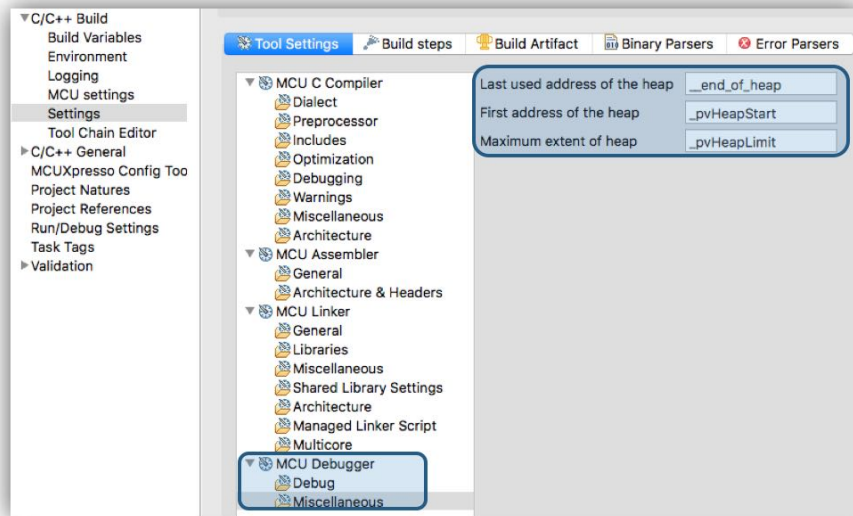 C/C++ Build
Build Variables
Environment
Logging
MCU settings
Settings
Tool Chain Editor
C/C++ General
MCUXpresso Config Too
Project Natures
Project References
Run/Debug Settings
Task Tags
Validation
Tool Settings Build steps Build Artifact Binary Parsers Error Parsers
MCU C Compiler
Dialect
Preprocessor
Includes
Optimization
Debugging
Warnings
Miscellaneous
Architecture
MCU Assembler
General
Architecture & Headers
MCU Linker
General
Libraries
Miscellaneous
Shared Library Settings
Architecture
Managed Linker Script
Multicore
MCU Debugger
Debug
Miscellaneous
Last used address of the heap __end_of_heap
First address of the heap _pvHeapStart
Maximum extent of heap _pvHeapLimit